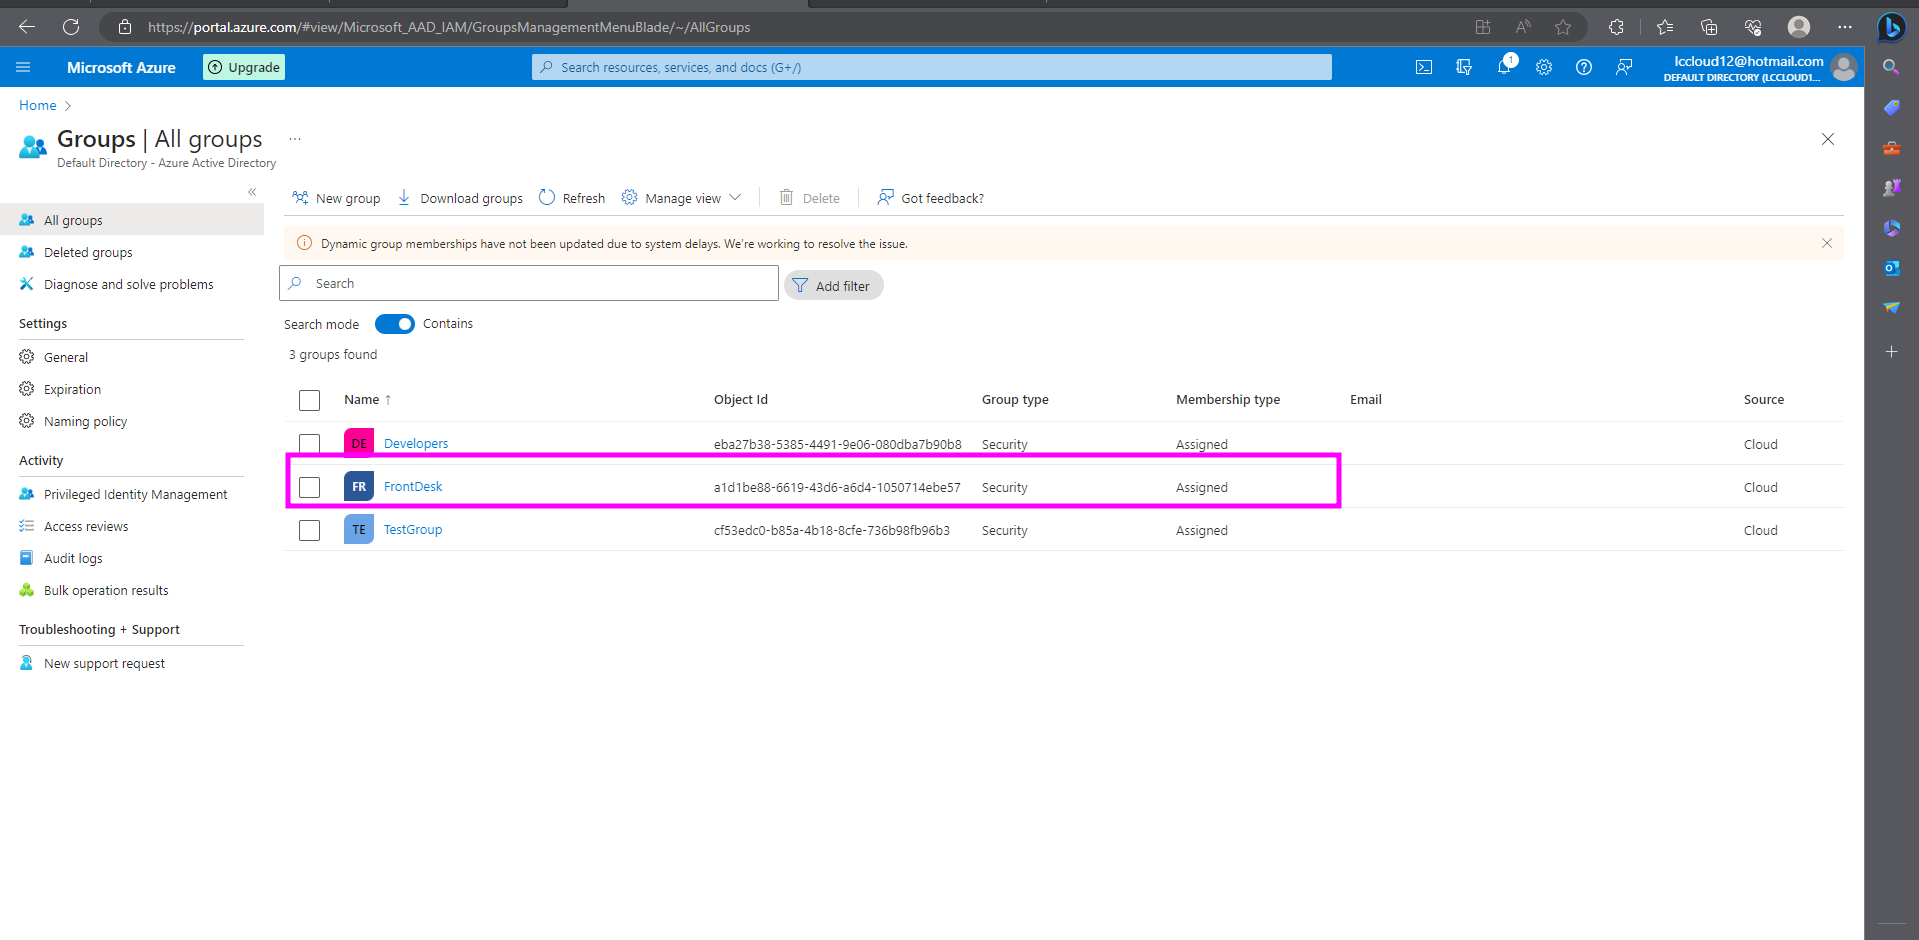 https://portal.azure.com/#view/Microsoft_AAD_IAM/GroupsManagementMenuBlade/~/AllGroups
Microsoft Azure
Upgrade
Search resources, services, and docs (G+/)
1
lccloud12@hotmail.com
DEFAULT DIRECTORY (LCCLOUD1...
Home
Groups | All groups
...
Default Directory - Azure Active Directory
«
New group
Download groups
Refresh
Manage view
Delete
Got feedback?
All groups
Deleted groups
Diagnose and solve problems
Settings
General
Expiration
Naming policy
Activity
Privileged Identity Management
Access reviews
Audit logs
Bulk operation results
Troubleshooting + Support
New support request
Dynamic group memberships have not been updated due to system delays. We're working to resolve the issue.
Search
Add filter
Search mode
Contains
3 groups found
Name ↑ Object Id Group type Membership type Email Source
DE Developers eba27b38-5385-4491-9e06-080dba7b90b8 Security Assigned Cloud
FR FrontDesk a1d1be88-6619-43d6-a6d4-1050714ebe57 Security Assigned Cloud
TE TestGroup cf53edc0-b85a-4b18-8cfe-736b98fb96b3 Security Assigned Cloud